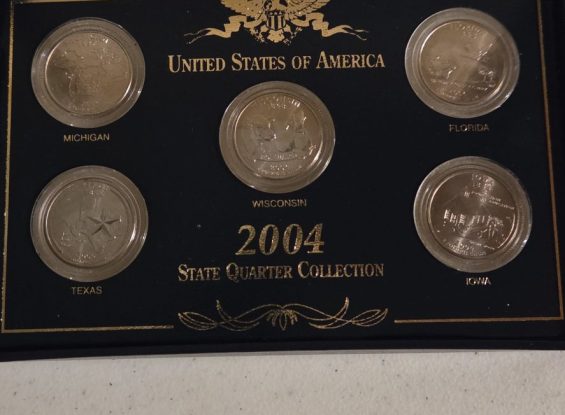 UNITED STATES OF AMERICA
MICHIGAN
FLORIDA
WISCONSIN
TEXAS
IOWA
2004
STATE QUARTER COLLECTION